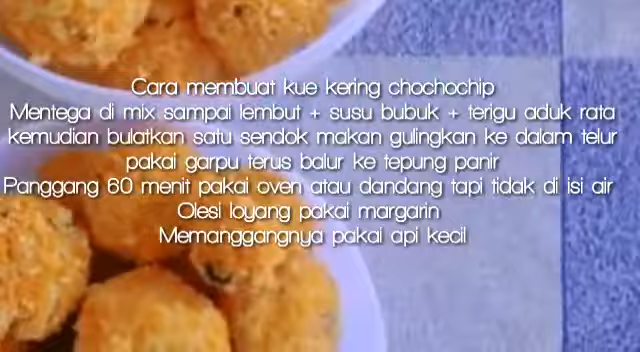 Cara membuat kue kering chochochip
Mentega di mix sampai lembut + susu bubuk + terigu aduk rata
kemudian bulatkan satu sendok makan gulingkan ke dalam telur
pakai garpu terus balur ke tepung panir
Panggang 60 menit pakai oven atau dandang tapi tidak di isi air
Olesi loyang pakai margarin
Memanggangnya pakai api kecil